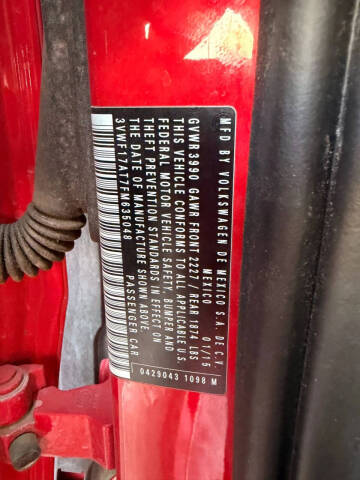 MFD BY VOLKSWAGEN DE MEXICO S.A. DE C.V.
MEXICO 01/15
GVWR 3990 GAWR FRONT 2227 / REAR 1874 LBS
THIS VEHICLE CONFORMS TO ALL APPLICABLE U.S.
FEDERAL MOTOR VEHICLE SAFETY, BUMPER AND
THEFT PREVENTION STANDARDS IN EFFECT ON
THE DATE OF MANUFACTURE SHOWN ABOVE.
3VWF17AT7FM635048 PASSENGER CAR
0429043 1098 M